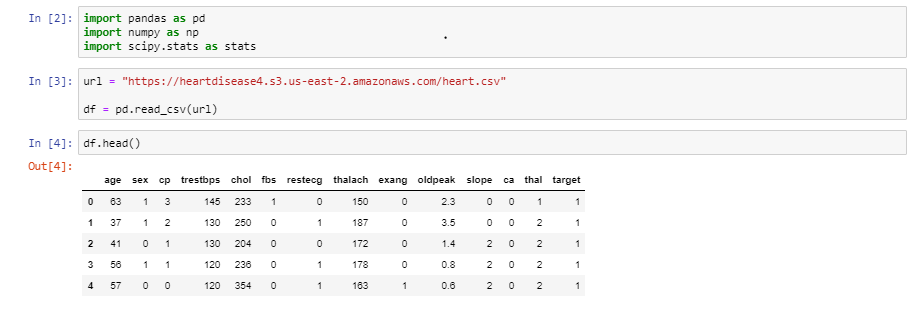 In [2]: import pandas as pd
import numpy as np
import scipy.stats as stats
In [3]: url = "https://heartdisease4.s3.us-east-2.amazonaws.com/heart.csv"
df = pd.read_csv(url)
In [4]: df.head()
Out[4]:
age sex cp trestbps chol fbs restecg thalach exang oldpeak slope ca thal target
0 63 1 3 145 233 1 0 150 0 2.3 0 0 1 1
1 37 1 2 130 250 0 1 187 0 3.5 0 0 2 1
2 41 0 1 130 204 0 0 172 0 1.4 2 0 2 1
3 56 1 1 120 236 0 1 178 0 0.8 2 0 2 1
4 57 0 0 120 354 0 1 163 1 0.6 2 0 2 1